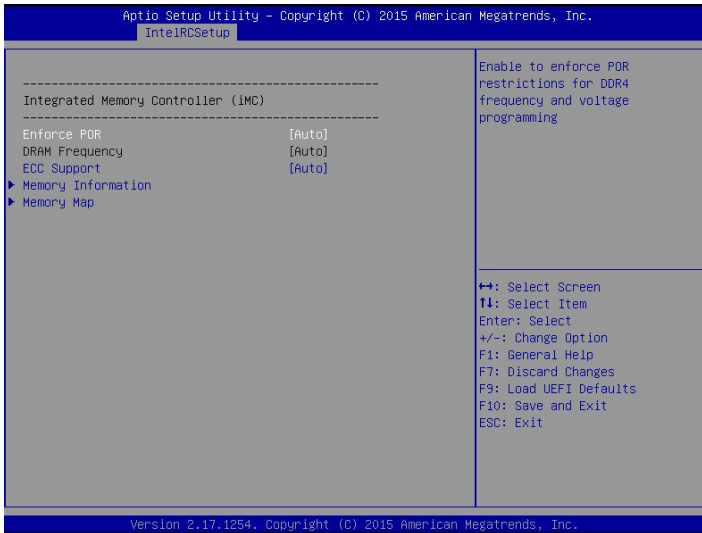 Aptio Setup Utility – Copyright (C) 2015 American Megatrends, Inc.
IntelRCSetup
--------------------------------------------------
Integrated Memory Controller (iMC)
--------------------------------------------------
Enforce POR [Auto]
DRAM Frequency [Auto]
ECC Support [Auto]
Memory Information
Memory Map
Enable to enforce POR
restrictions for DDR4
frequency and voltage
programming
↔: Select Screen
↑↓: Select Item
Enter: Select
+/-: Change Option
F1: General Help
F7: Discard Changes
F9: Load UEFI Defaults
F10: Save and Exit
ESC: Exit
Version 2.17.1254. Copyright (C) 2015 American Megatrends, Inc.